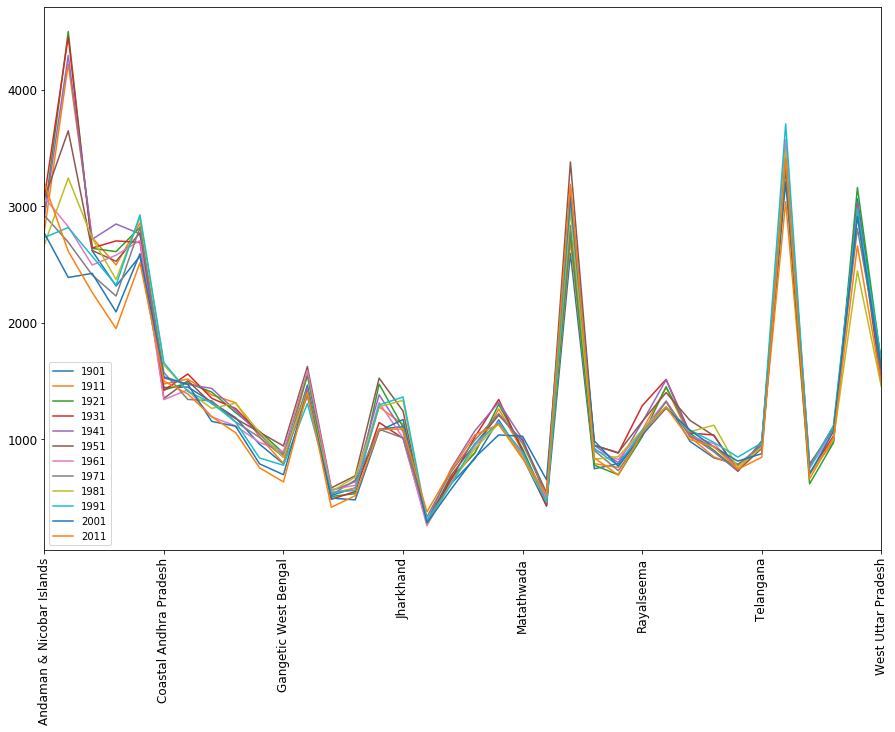 4000
3000
2000
1000
1901
1911
1921
1931
1941
1951
1961
1971
1981
1991
2001
2011
Andaman & Nicobar Islands
Coastal Andhra Pradesh
Gangetic West Bengal
Jharkhand
Matathwada
Rayalseema
Telangana
West Uttar Pradesh